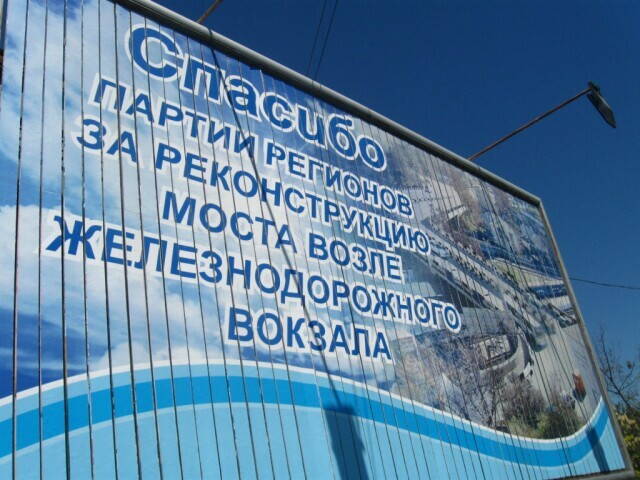 Спасибо
ПАРТИИ РЕГИОНОВ
ЗА РЕКОНСТРУКЦИЮ
МОСТА ВОЗЛЕ
ЖЕЛЕЗНОДОРОЖНОГО
ВОКЗАЛА